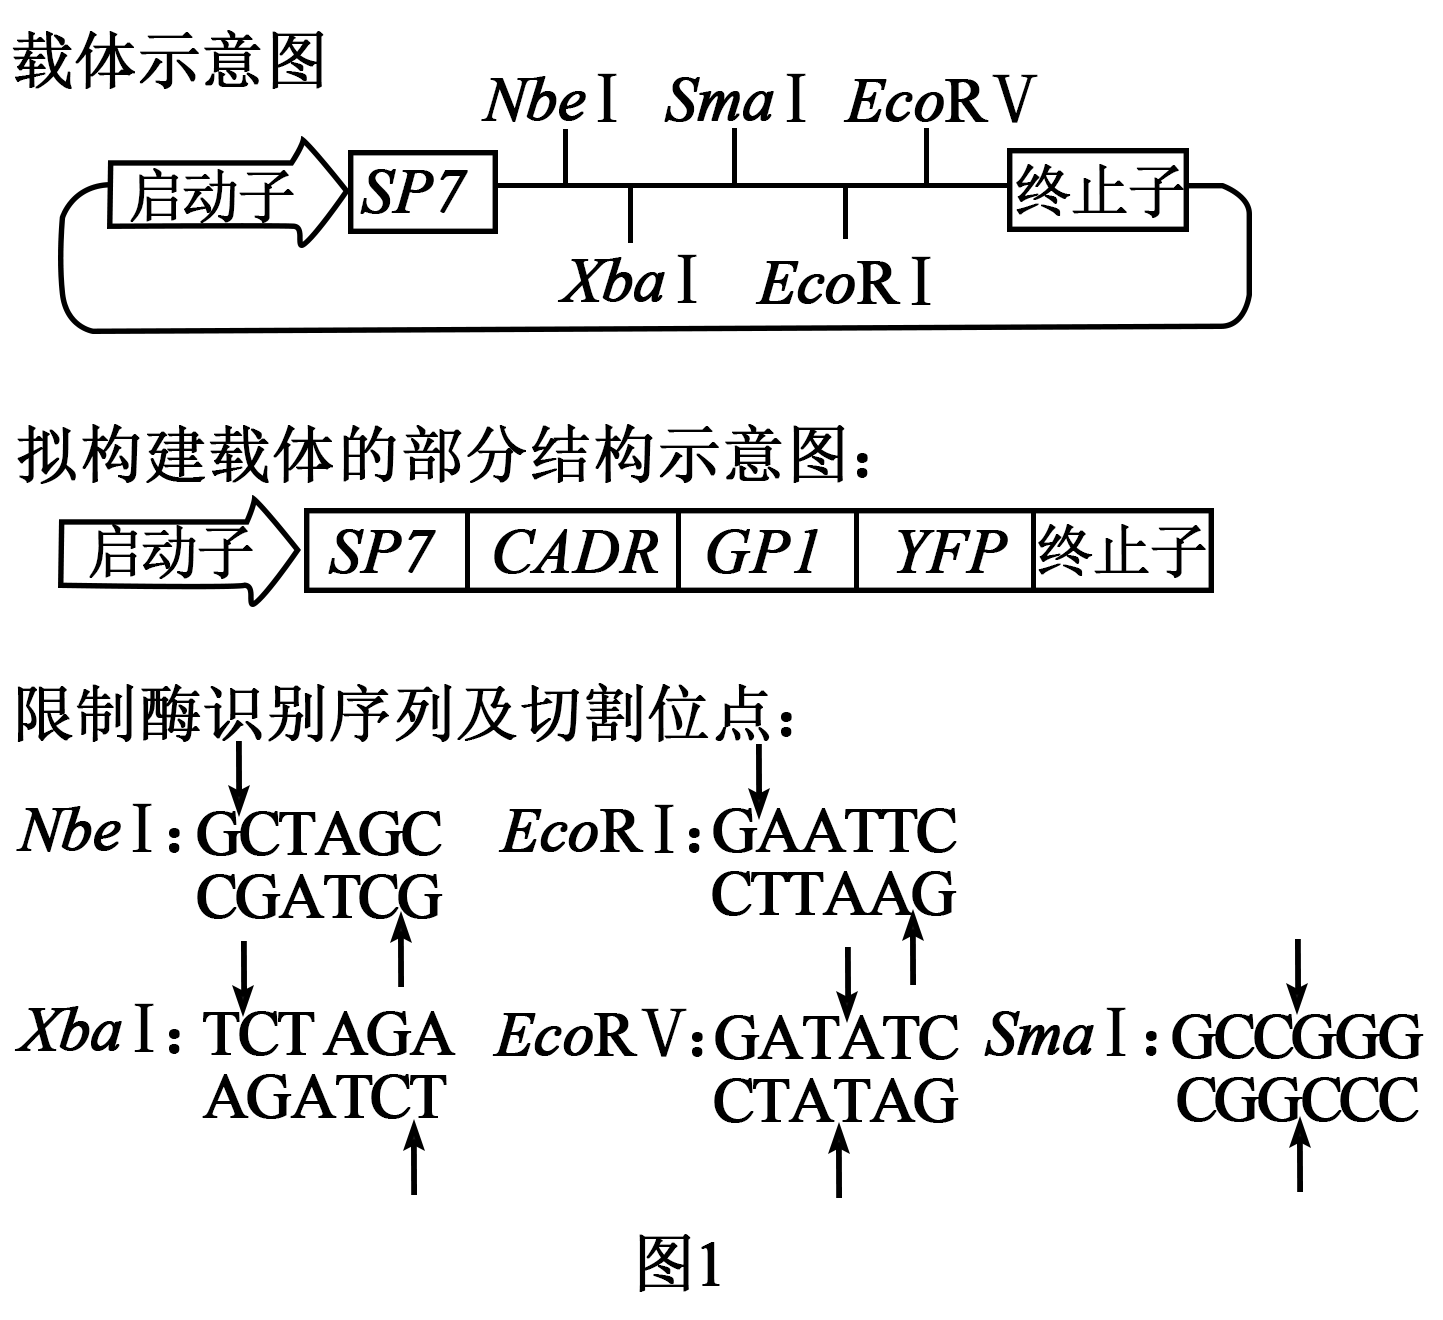 载体示意图
NbeⅠ SmaⅠ EcoRⅤ
启动子 SP7 终止子
XbaⅠ EcoRⅠ
拟构建载体的部分结构示意图：
启动子 SP7 CADR GP1 YFP 终止子
限制酶识别序列及切割位点：
NbeⅠ：GCTAGC EcoRⅠ：GAATTC
CGATCG CTTAAG
XbaⅠ：TCTAGA EcoRⅤ：GATATC SmaⅠ：GCCGGG
AGATCT CTATAG CGGCCC
图1